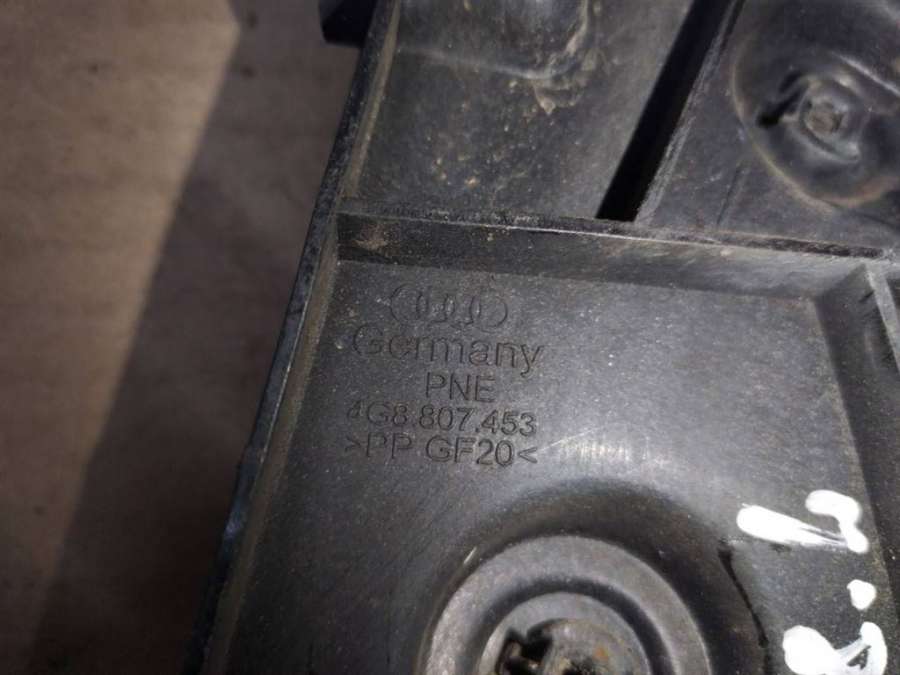 Germany
PNE
4G8.807.453
>PP GF20<